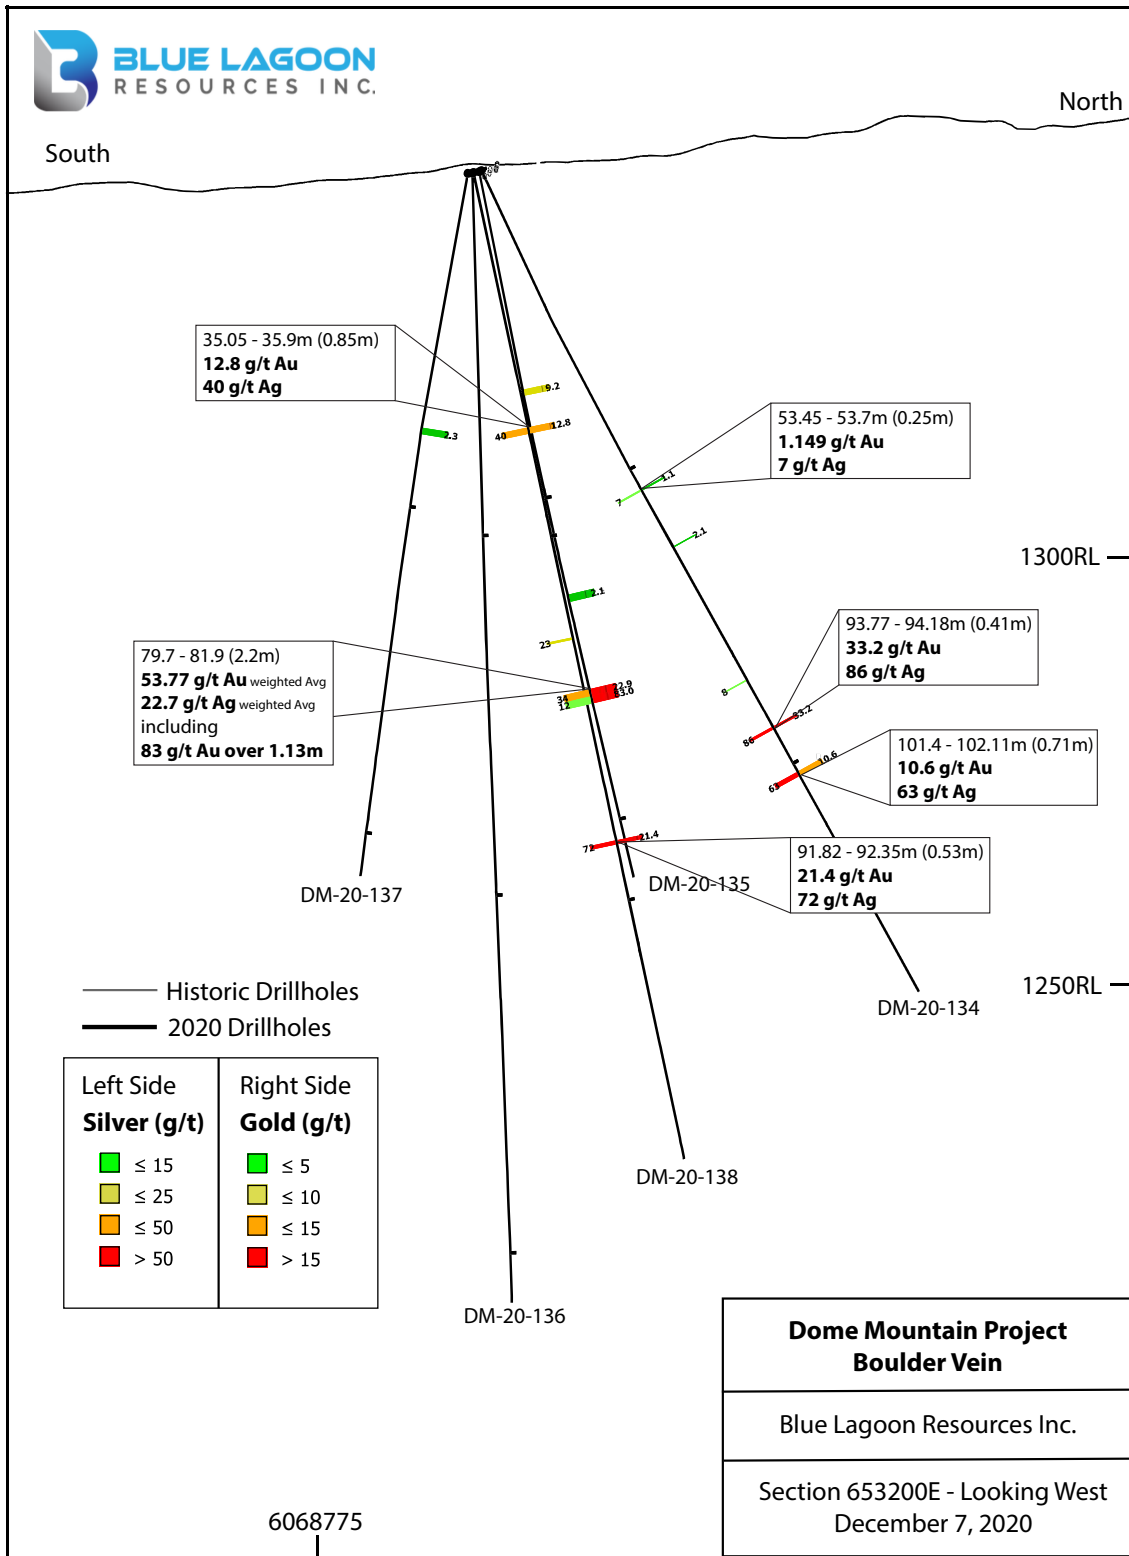 BLUE LAGOON
RESOURCES INC.
North
South
35.05 - 35.9m (0.85m)
12.8 g/t Au
40 g/t Ag
9.2
12.8
40
2.3
53.45 - 53.7m (0.25m)
1.149 g/t Au
7 g/t Ag
1.1
7
2.1
1300RL
2.1
23
93.77 - 94.18m (0.41m)
33.2 g/t Au
86 g/t Ag
79.7 - 81.9 (2.2m)
53.77 g/t Au weighted Avg
22.7 g/t Ag weighted Avg
including
83 g/t Au over 1.13m
22.9
83.0
34
12
8
33.2
86
101.4 - 102.11m (0.71m)
10.6 g/t Au
63 g/t Ag
10.6
63
21.4
72
91.82 - 92.35m (0.53m)
21.4 g/t Au
72 g/t Ag
DM-20-137
DM-20-135
1250RL
DM-20-134
Historic Drillholes
2020 Drillholes
Left Side
Silver (g/t)
≤ 15
≤ 25
≤ 50
> 50
Right Side
Gold (g/t)
≤ 5
≤ 10
≤ 15
> 15
DM-20-138
DM-20-136
Dome Mountain Project
Boulder Vein
Blue Lagoon Resources Inc.
Section 653200E - Looking West
December 7, 2020
6068775